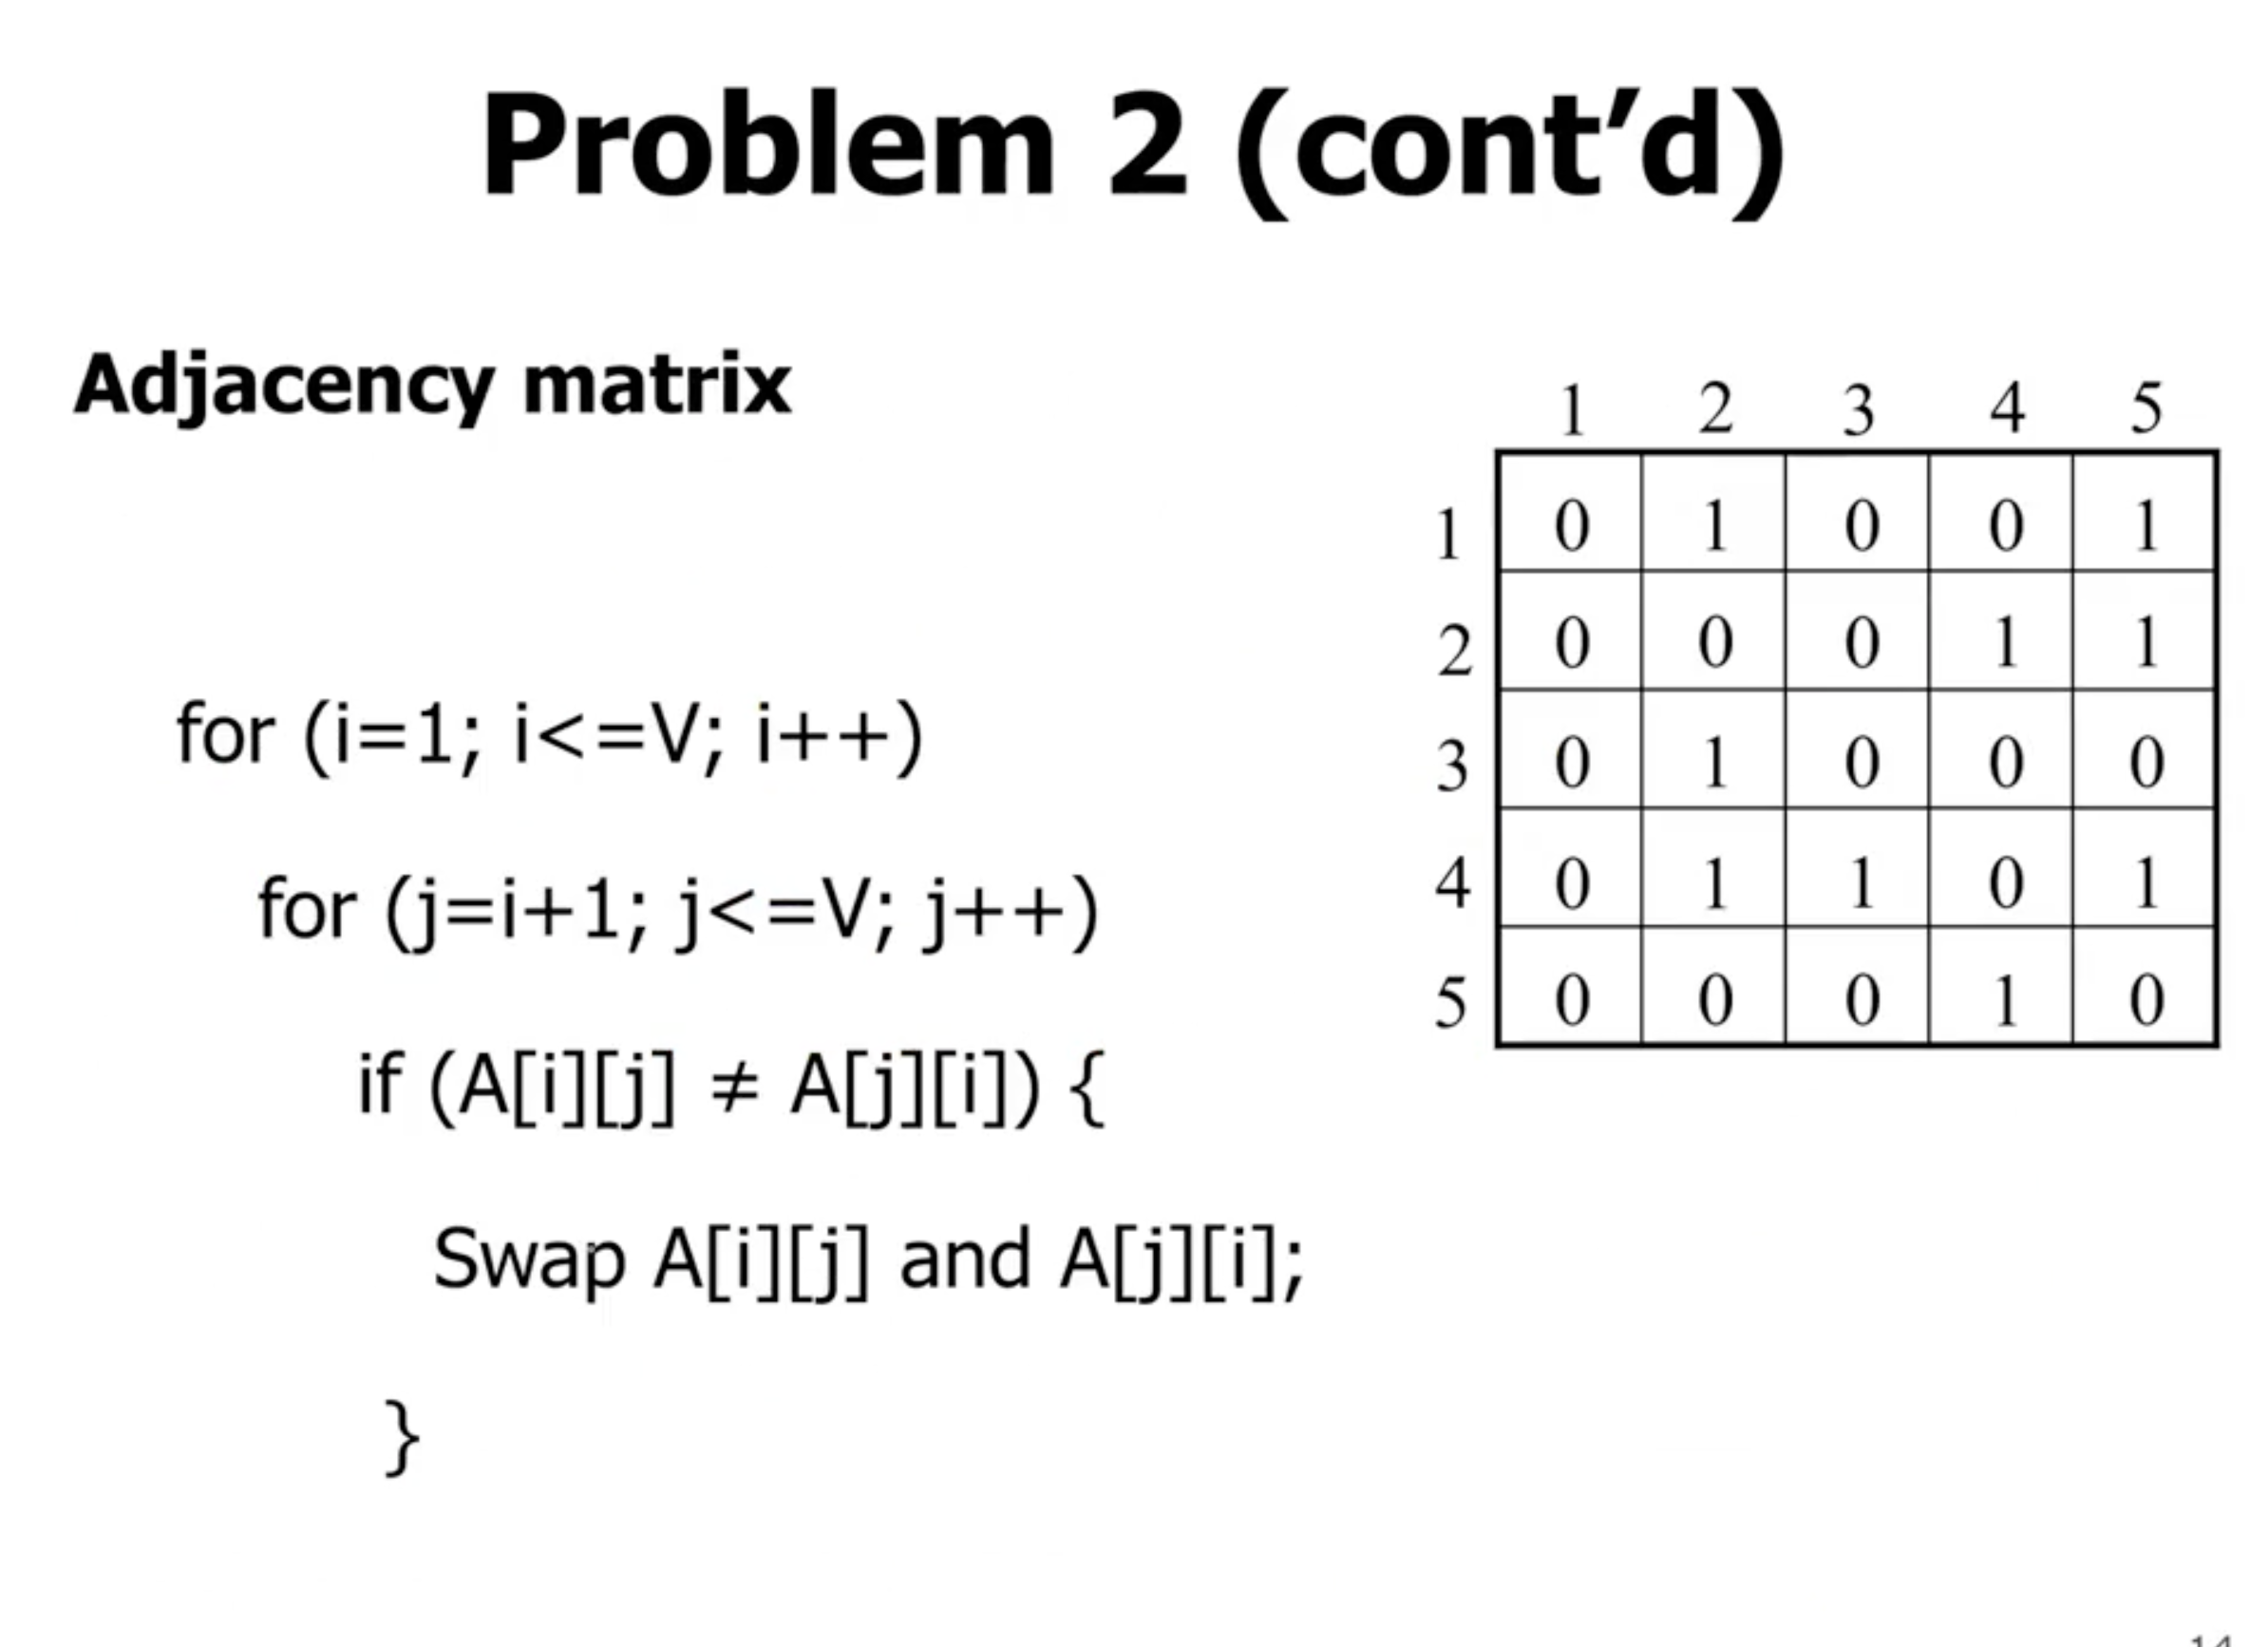 Problem 2 (cont’d)
Adjacency matrix
for (i=1; i<=V; i++)
for (j=i+1; j<=V; j++)
if (A[i][j] ≠ A[j][i]) {
Swap A[i][j] and A[j][i];
}
1 2 3 4 5
1 0 1 0 0 1
2 0 0 0 1 1
3 0 1 0 0 0
4 0 1 1 0 1
5 0 0 0 1 0